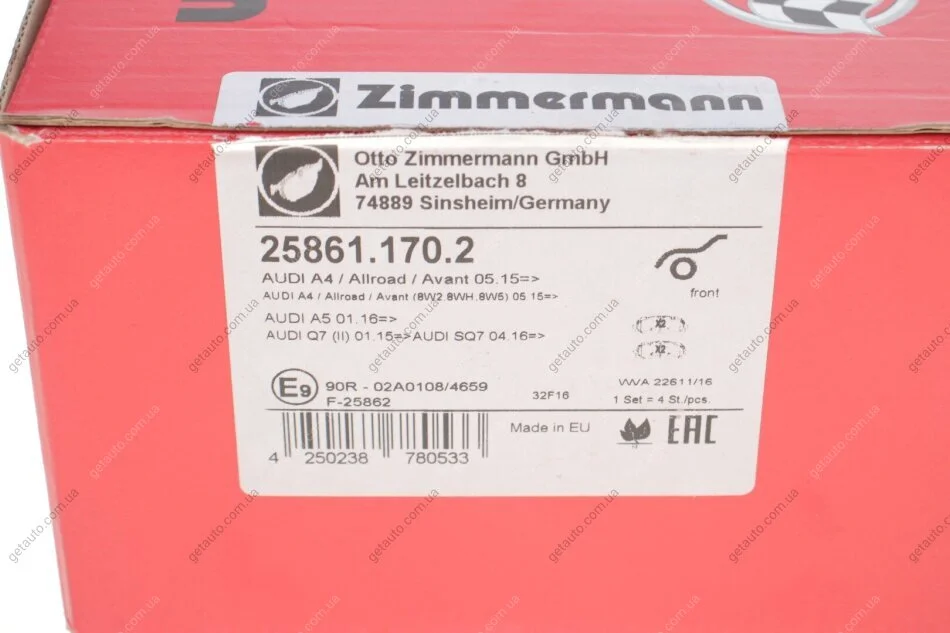 Zimmermann
Otto Zimmermann GmbH
Am Leitzelbach 8
74889 Sinsheim/Germany
25861.170.2
AUDI A4 / Allroad / Avant 05.15=>
AUDI A4 / Allroad / Avant (8W2.8WH.8W5) 05.15=>
AUDI A5 01.16=>
AUDI Q7 (II) 01.15=>AUDI SQ7 04.16=>
front
X2
X2
E9 90R - 02A0108/4659
F-25862
32F16
WVA 22611/16
1 Set = 4 St./pcs.
Made in EU
EAC
4 250238 780533
getauto.com.ua